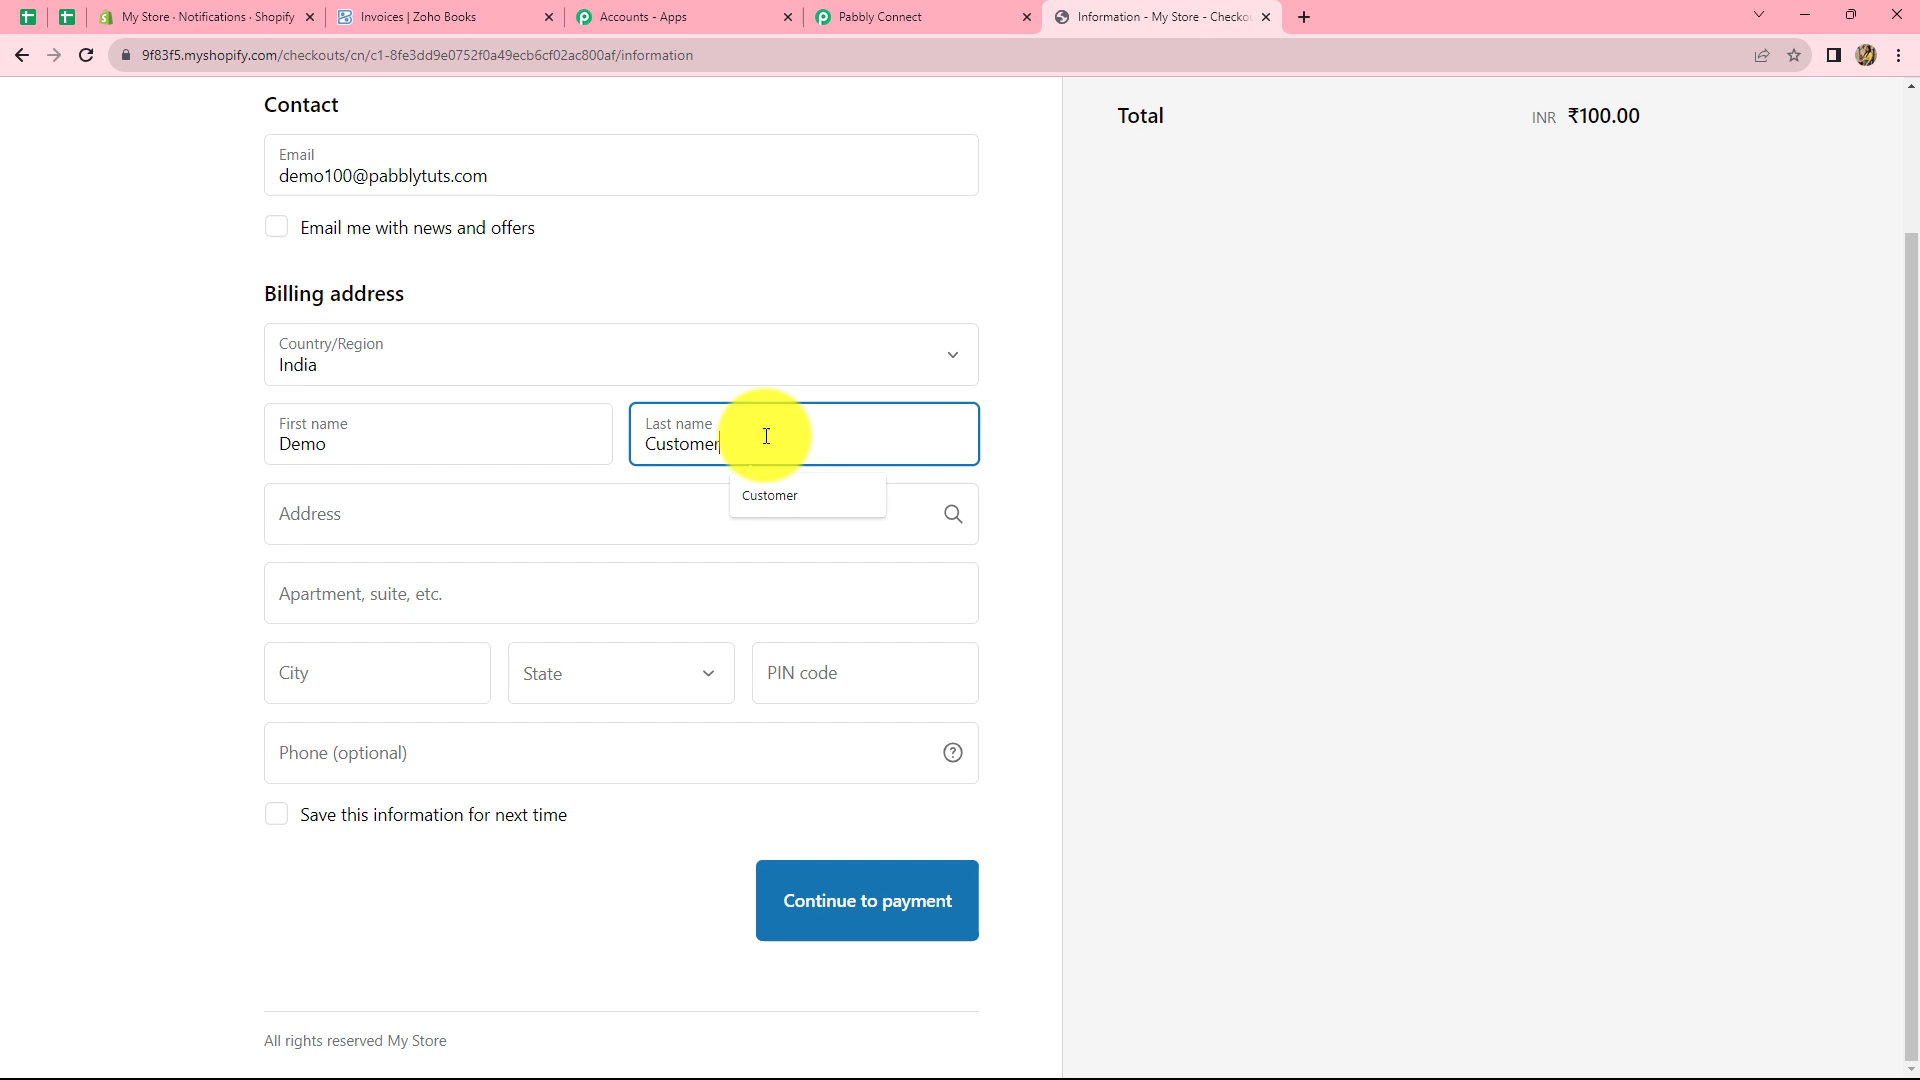 My Store · Notifications · Shopify
Invoices | Zoho Books
Accounts - Apps
Pabbly Connect
Information - My Store - Checko
9f83f5.myshopify.com/checkouts/cn/c1-8fe3dd9e0752f0a49ecb6cf02ac800af/information
Contact
Total
INR ₹100.00
Email
demo100@pabblytuts.com
Email me with news and offers
Billing address
Country/Region
India
First name
Demo
Last name
Customer
Customer
Address
Apartment, suite, etc.
City
State
PIN code
Phone (optional)
Save this information for next time
Continue to payment
All rights reserved My Store